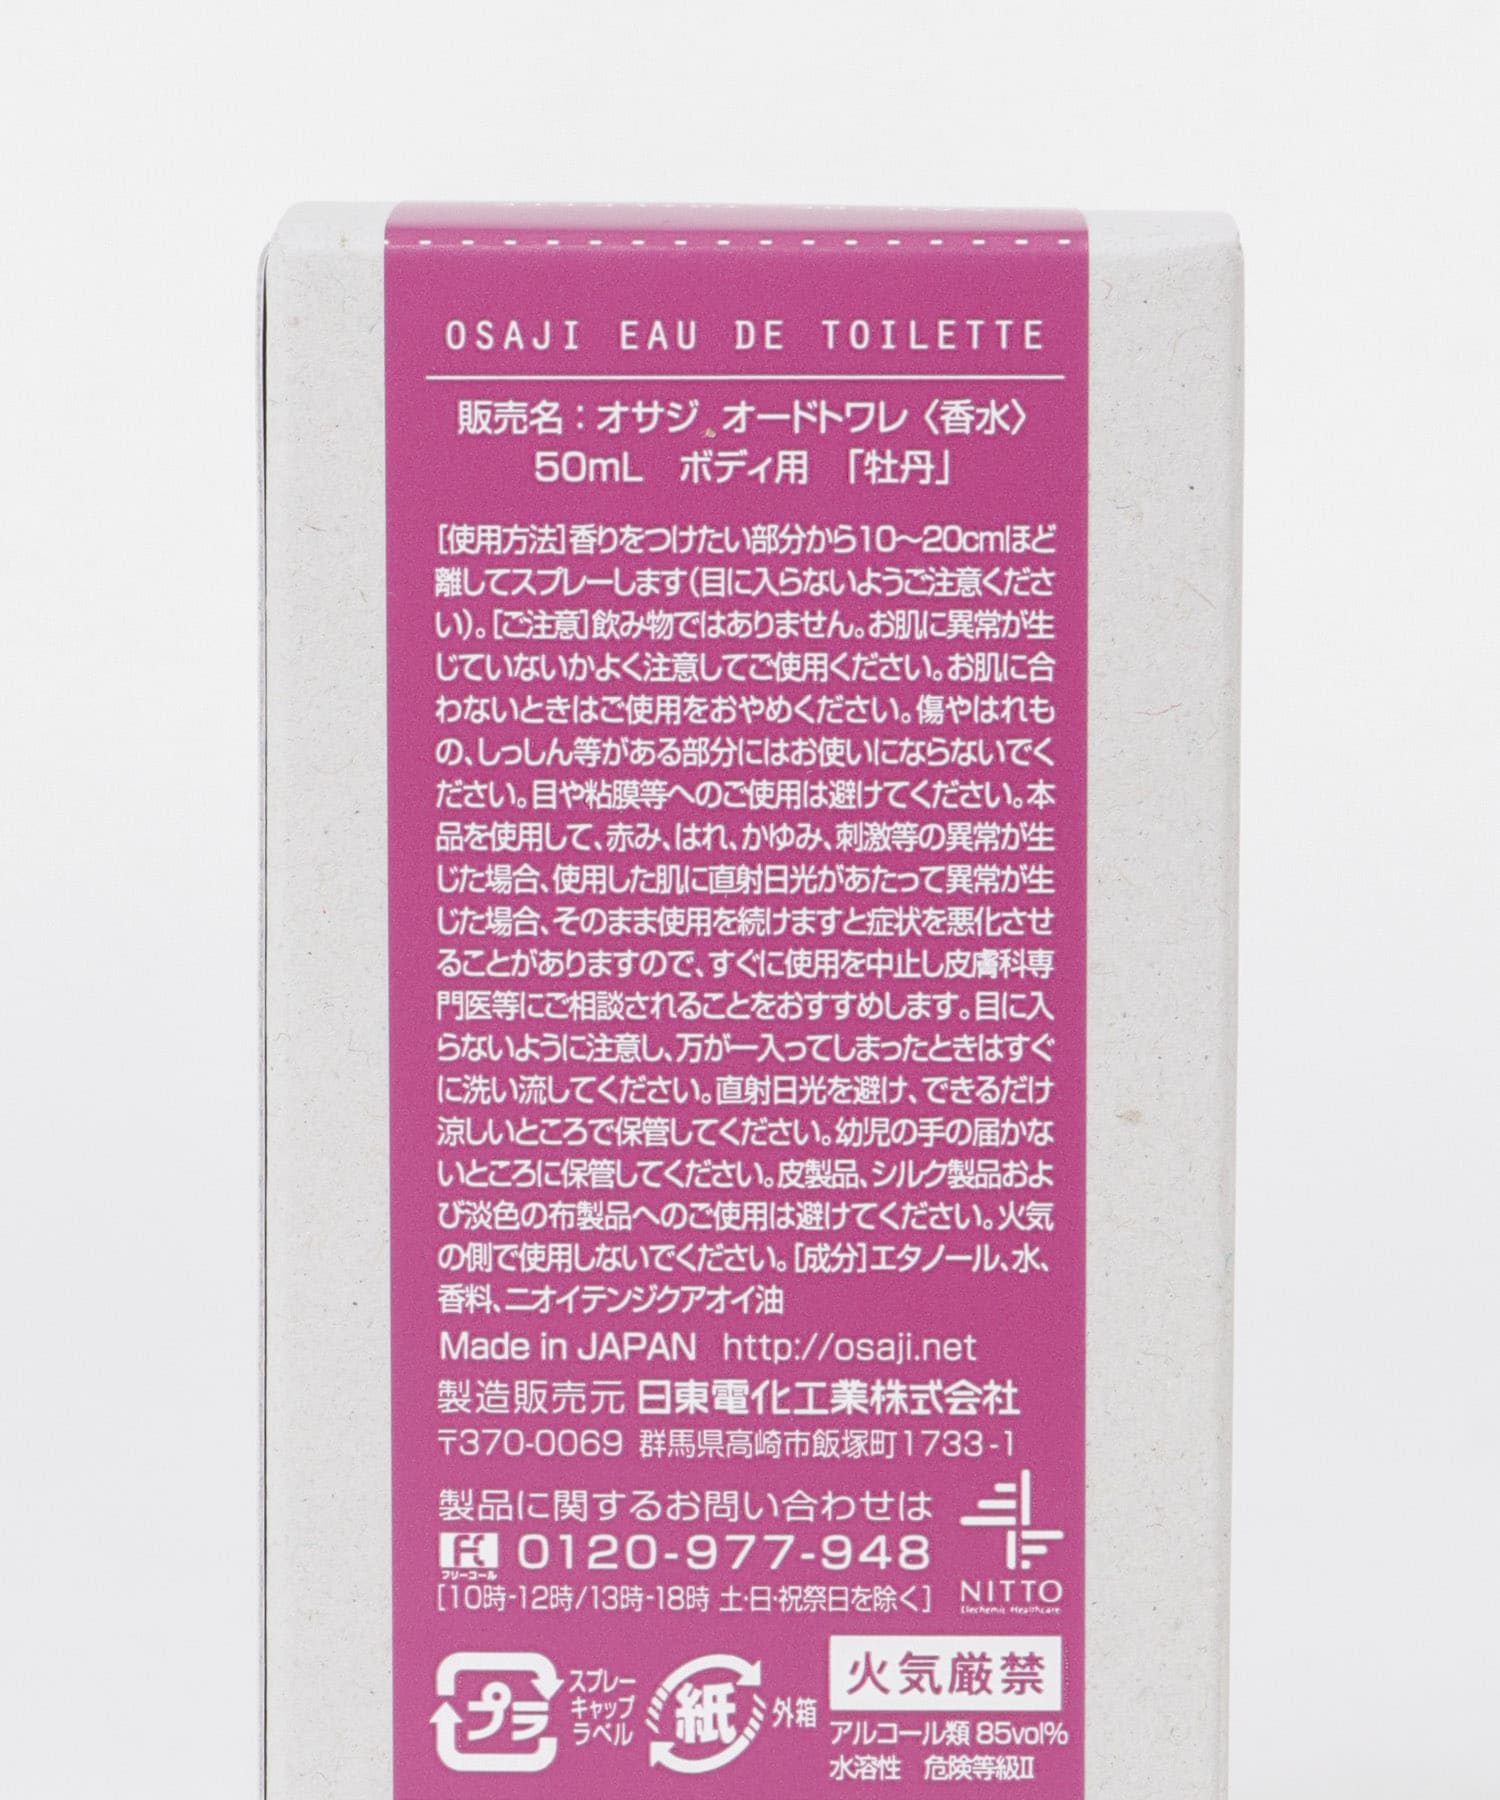 OSAJI EAU DE TOILETTE
販売名：オサジ オードトワレ〈香水〉
50mL ボディ用 「牡丹」
[使用方法]香りをつけたい部分から10〜20cmほど
離してスプレーします(目に入らないようご注意くださ
い)。[ご注意]飲み物ではありません。お肌に異常が生
じていないかよく注意してご使用ください。お肌に合
わないときはご使用をおやめください。傷やはれも
の、しっしん等がある部分にはお使いにならないでく
ださい。目や粘膜等へのご使用は避けてください。本
品を使用して、赤み、はれ、かゆみ、刺激等の異常が生
じた場合、使用した肌に直射日光があたって異常が生
じた場合、そのまま使用を続けますと症状を悪化させ
ることがありますので、すぐに使用を中止し皮膚科専
門医等にご相談されることをおすすめします。目に入
らないように注意し、万が一入ってしまったときはすぐ
に洗い流してください。直射日光を避け、できるだけ
涼しいところで保管してください。幼児の手の届かな
いところに保管してください。皮製品、シルク製品およ
び淡色の布製品へのご使用は避けてください。火気
の側で使用しないでください。[成分]エタノール、水、
香料、ニオイテンジクアオイ油
Made in JAPAN http://osaji.net
製造販売元 日東電化工業株式会社
〒370-0069 群馬県高崎市飯塚町1733-1
製品に関するお問い合わせは
フリーコール 0120-977-948
[10時-12時/13時-18時 土・日・祝祭日を除く]
NITTO
Elechemic Healthcare
プラ
スプレー
キャップ
ラベル
紙
外箱
火気厳禁
アルコール類 85vol%
水溶性 危険等級Ⅱ